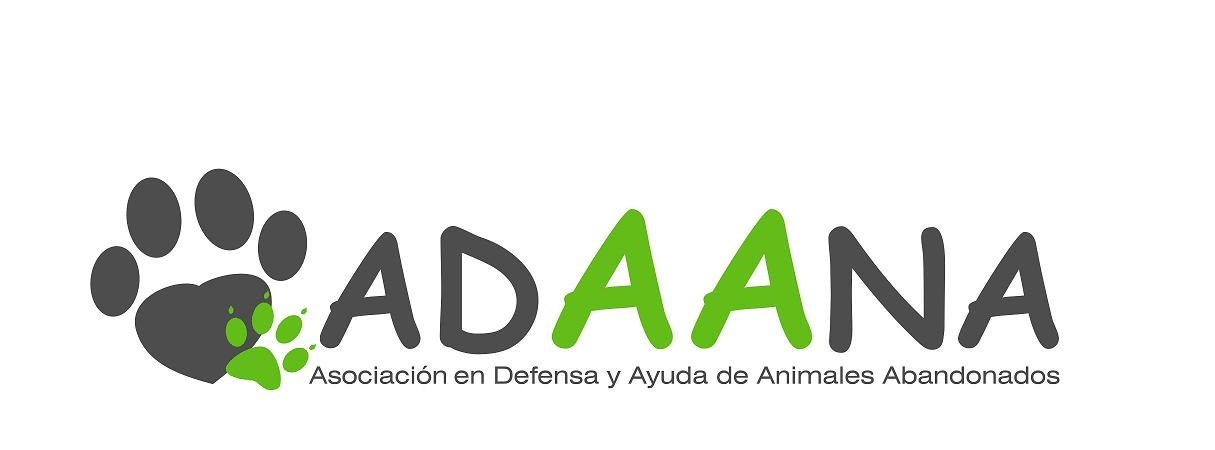 ADAANA
Asociación en Defensa y Ayuda de Animales Abandonados